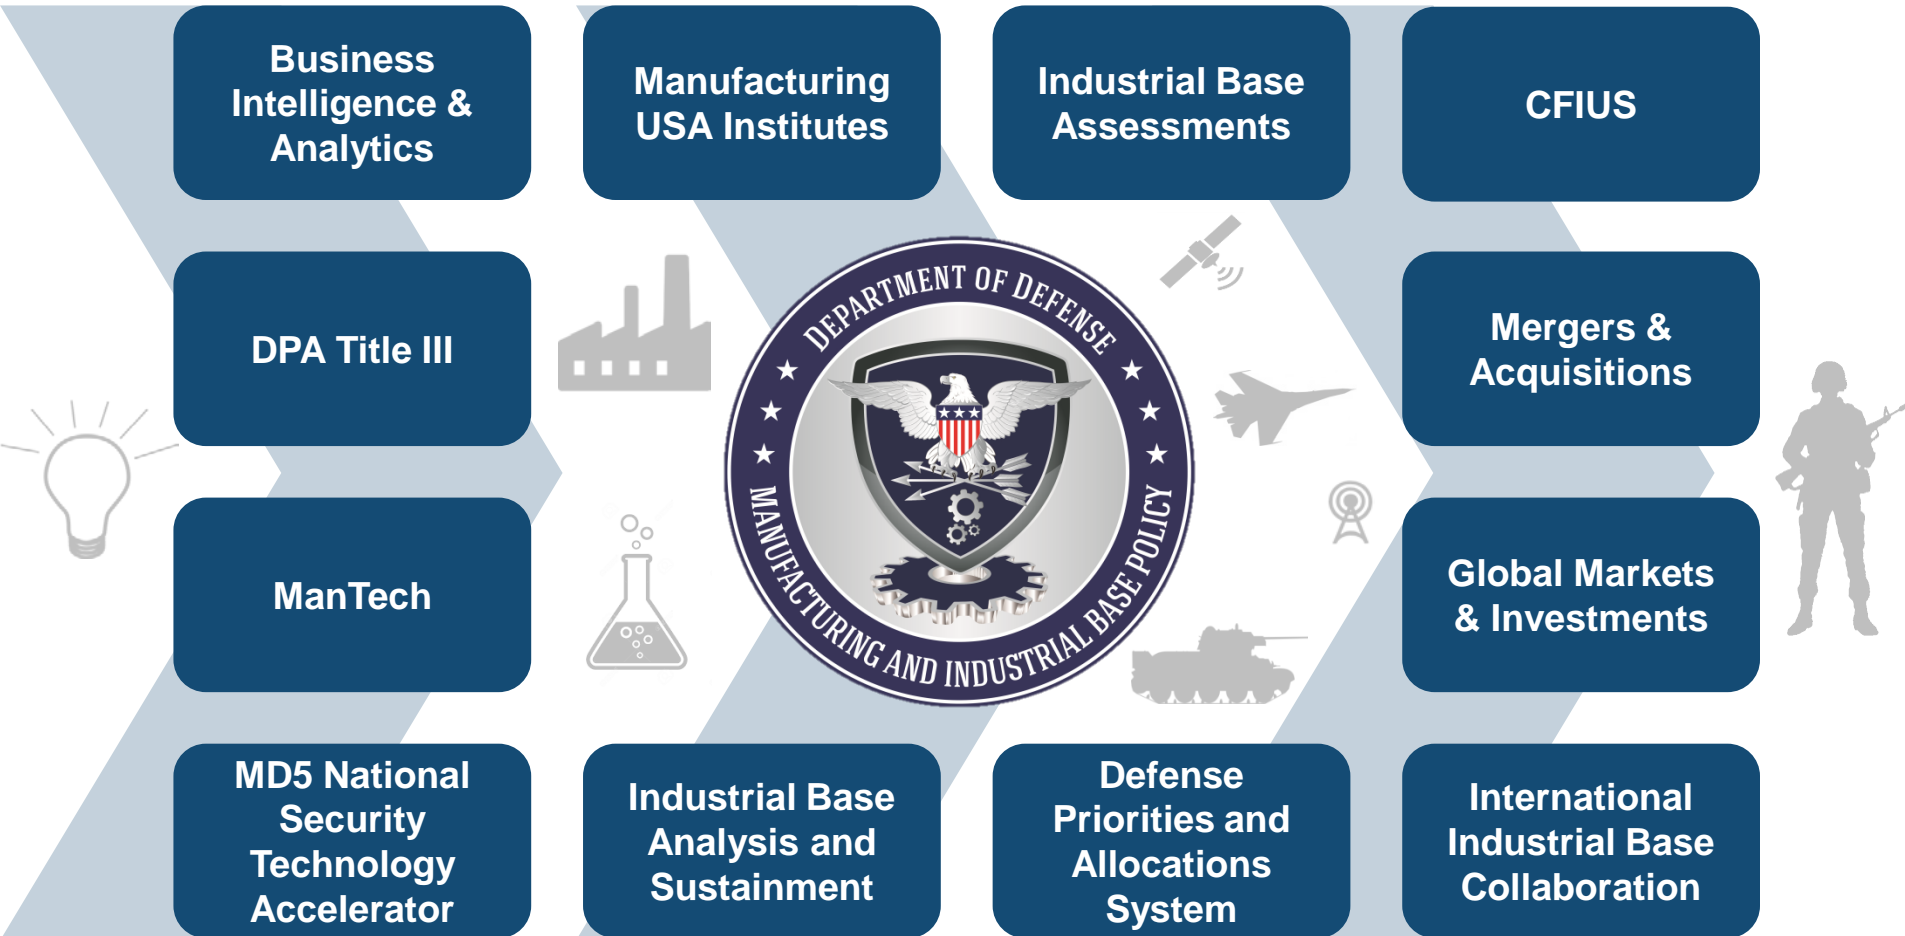 Business
Intelligence &
Analytics
Manufacturing
USA Institutes
Industrial Base
Assessments
CFIUS
DPA Title III
DEPARTMENT OF DEFENSE
MANUFACTURING AND INDUSTRIAL BASE POLICY
Mergers &
Acquisitions
ManTech
Global Markets
& Investments
MD5 National
Security
Technology
Accelerator
Industrial Base
Analysis and
Sustainment
Defense
Priorities and
Allocations
System
International
Industrial Base
Collaboration